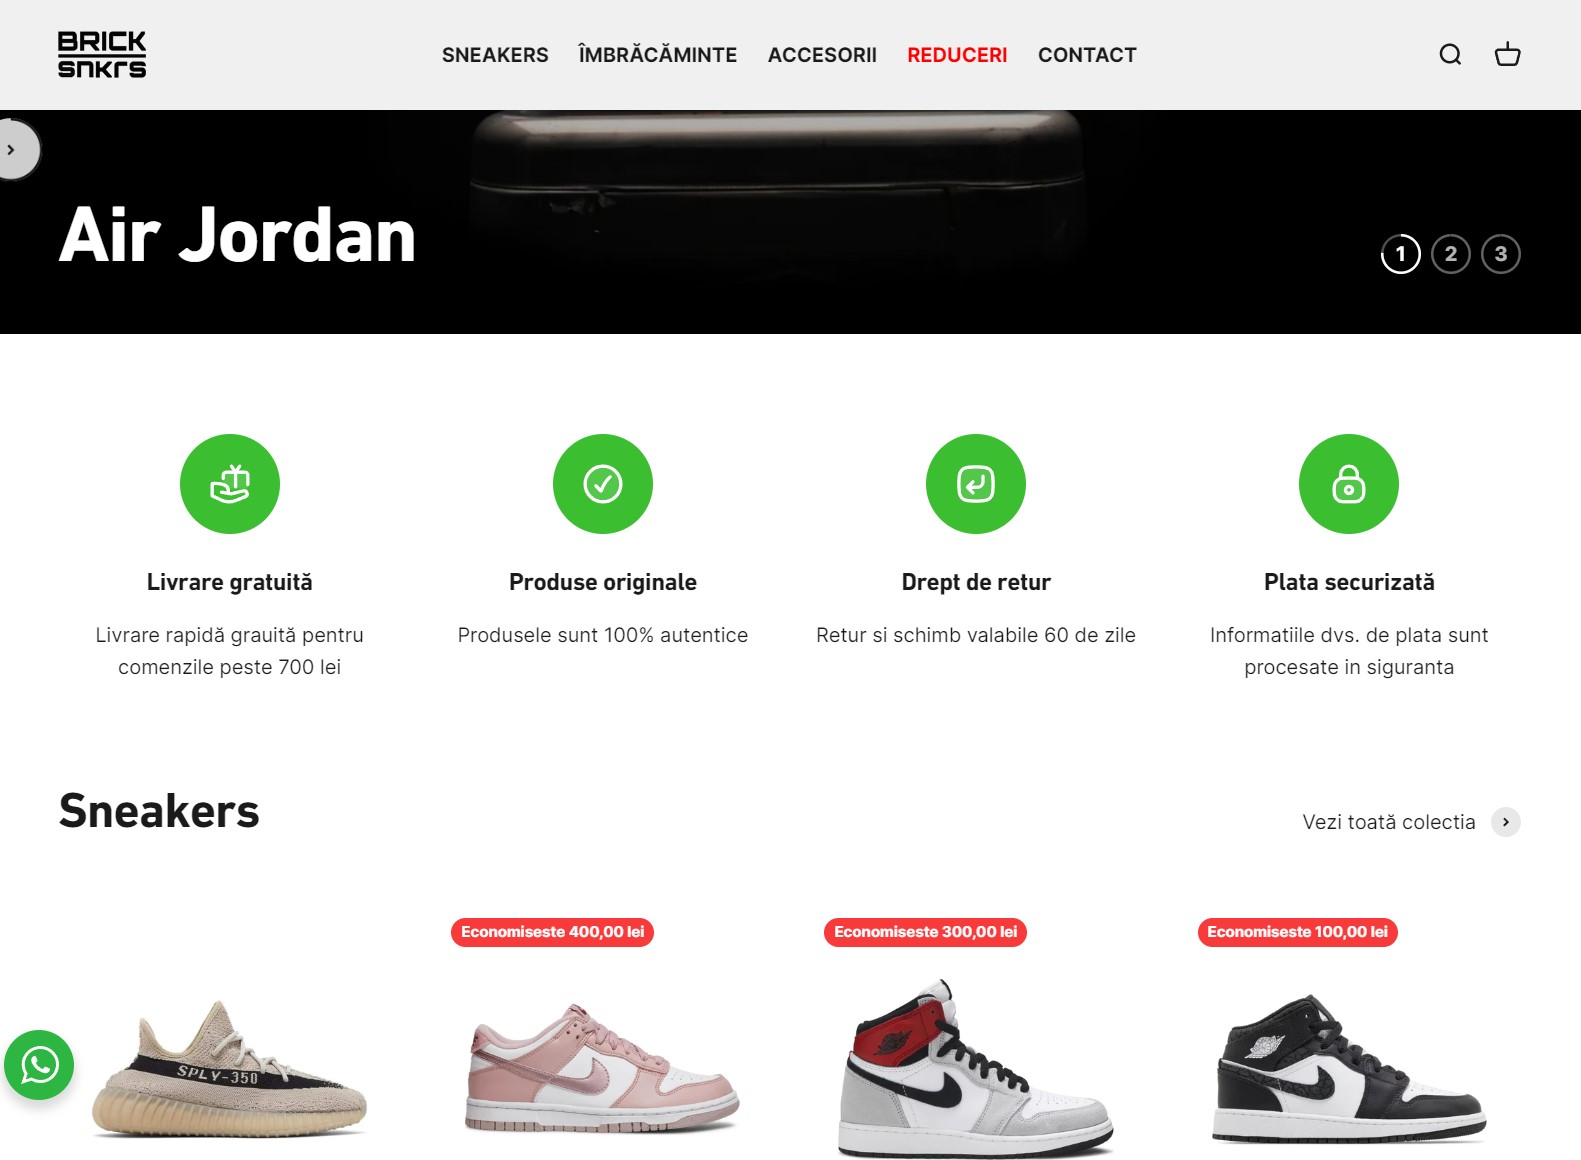 BRICK
SNKRS
SNEAKERS ÎMBRĂCĂMINTE ACCESORII REDUCERI CONTACT
Air Jordan
1 2 3
Livrare gratuită
Livrare rapidă grauită pentru
comenzile peste 700 lei
Produse originale
Produsele sunt 100% autentice
Drept de retur
Retur si schimb valabile 60 de zile
Plata securizată
Informatiile dvs. de plata sunt
procesate in siguranta
Sneakers
Vezi toată colectia
Economiseste 400,00 lei
Economiseste 300,00 lei
Economiseste 100,00 lei
SPLY-350